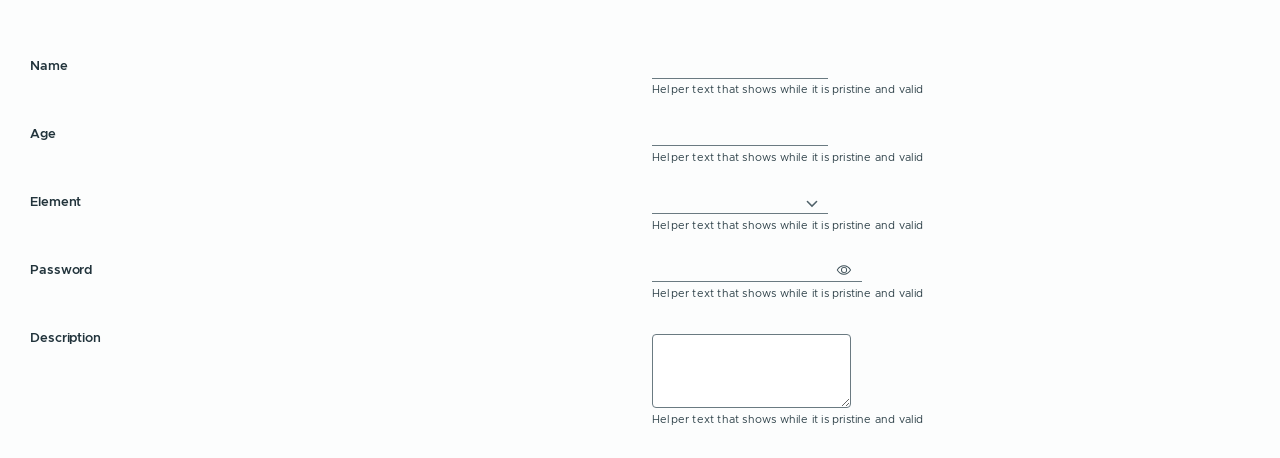 Name
Helper text that shows while it is pristine and valid
Age
Helper text that shows while it is pristine and valid
Element
Helper text that shows while it is pristine and valid
Password
Helper text that shows while it is pristine and valid
Description
Helper text that shows while it is pristine and valid